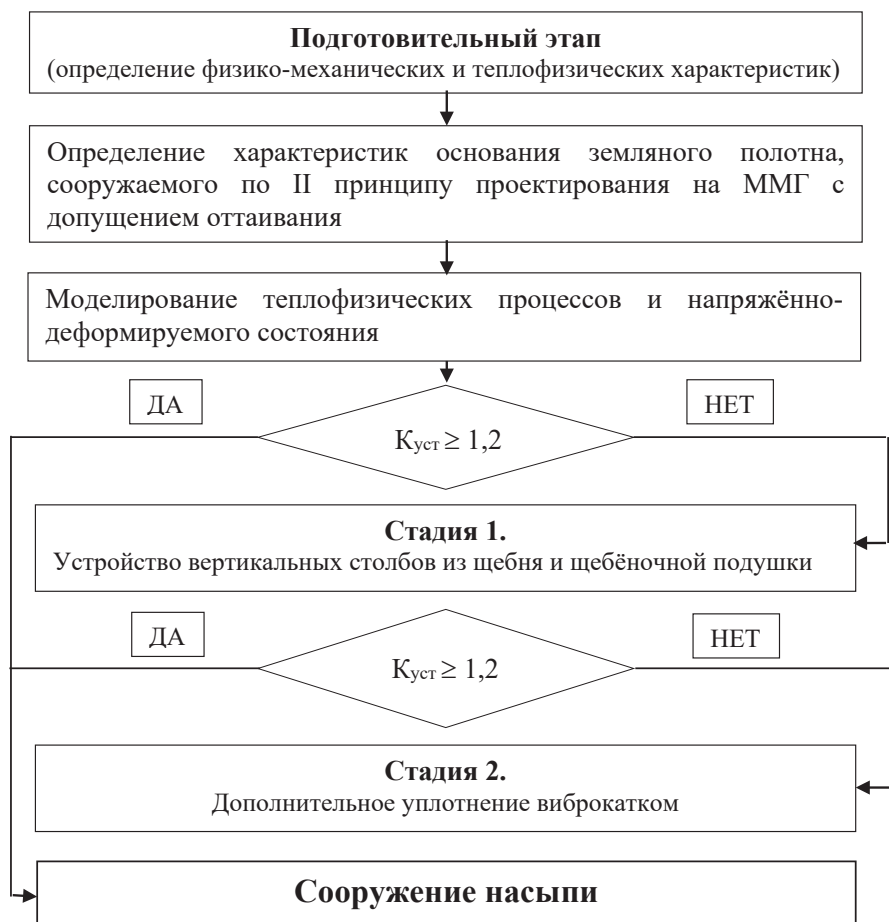 Подготовительный этап
(определение физико-механических и теплофизических характеристик)
Определение характеристик основания земляного полотна,
сооружаемого по II принципу проектирования на ММГ с
допущением оттаивания
Моделирование теплофизических процессов и напряжённо-
деформируемого состояния
ДА
НЕТ
Куст ≥ 1,2
Стадия 1.
Устройство вертикальных столбов из щебня и щебёночной подушки
ДА
НЕТ
Куст ≥ 1,2
Стадия 2.
Дополнительное уплотнение виброкатком
Сооружение насыпи